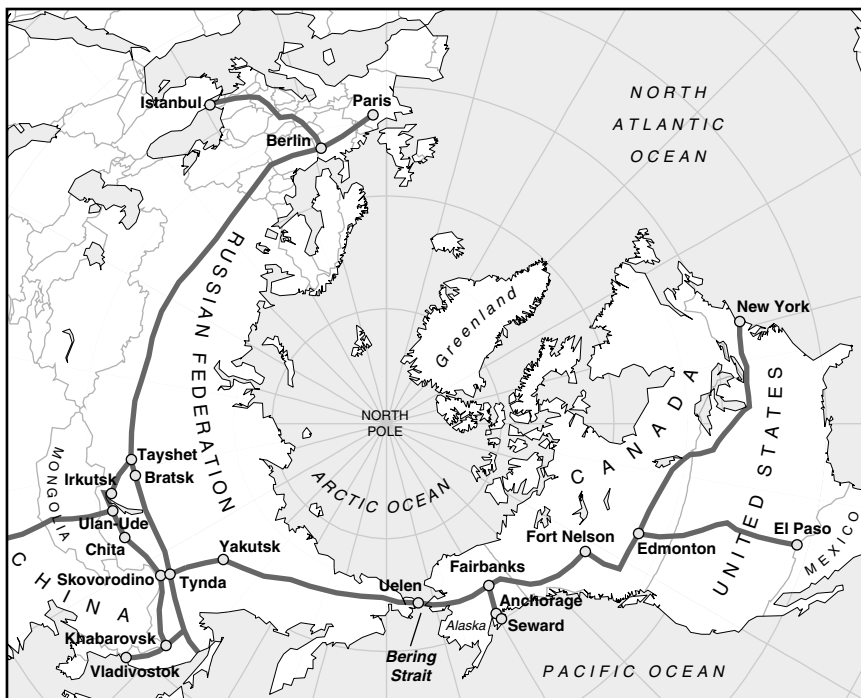 NORTH
ATLANTIC
OCEAN
Istanbul
Paris
Berlin
RUSSIAN FEDERATION
Greenland
New York
NORTH
POLE
CANADA
UNITED STATES
ARCTIC OCEAN
MONGOLIA
Tayshet
Bratsk
Irkutsk
Ulan-Ude
Chita
CHINA
Skovorodino
Tynda
Yakutsk
Khabarovsk
Vladivostok
Uelen
Fairbanks
Fort Nelson
Edmonton
El Paso
MEXICO
Anchorage
Seward
Alaska
Bering
Strait
PACIFIC OCEAN